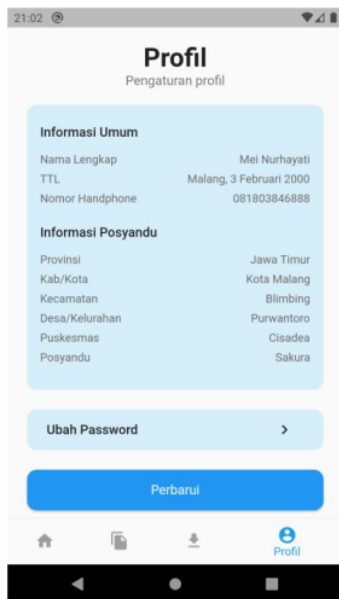 21:02
Profil
Pengaturan profil
Informasi Umum
Nama Lengkap Mei Nurhayati
TTL Malang, 3 Februari 2000
Nomor Handphone 081803846888
Informasi Posyandu
Provinsi Jawa Timur
Kab/Kota Kota Malang
Kecamatan Blimbing
Desa/Kelurahan Purwantoro
Puskesmas Cisadea
Posyandu Sakura
Ubah Password
Perbarui
Profil